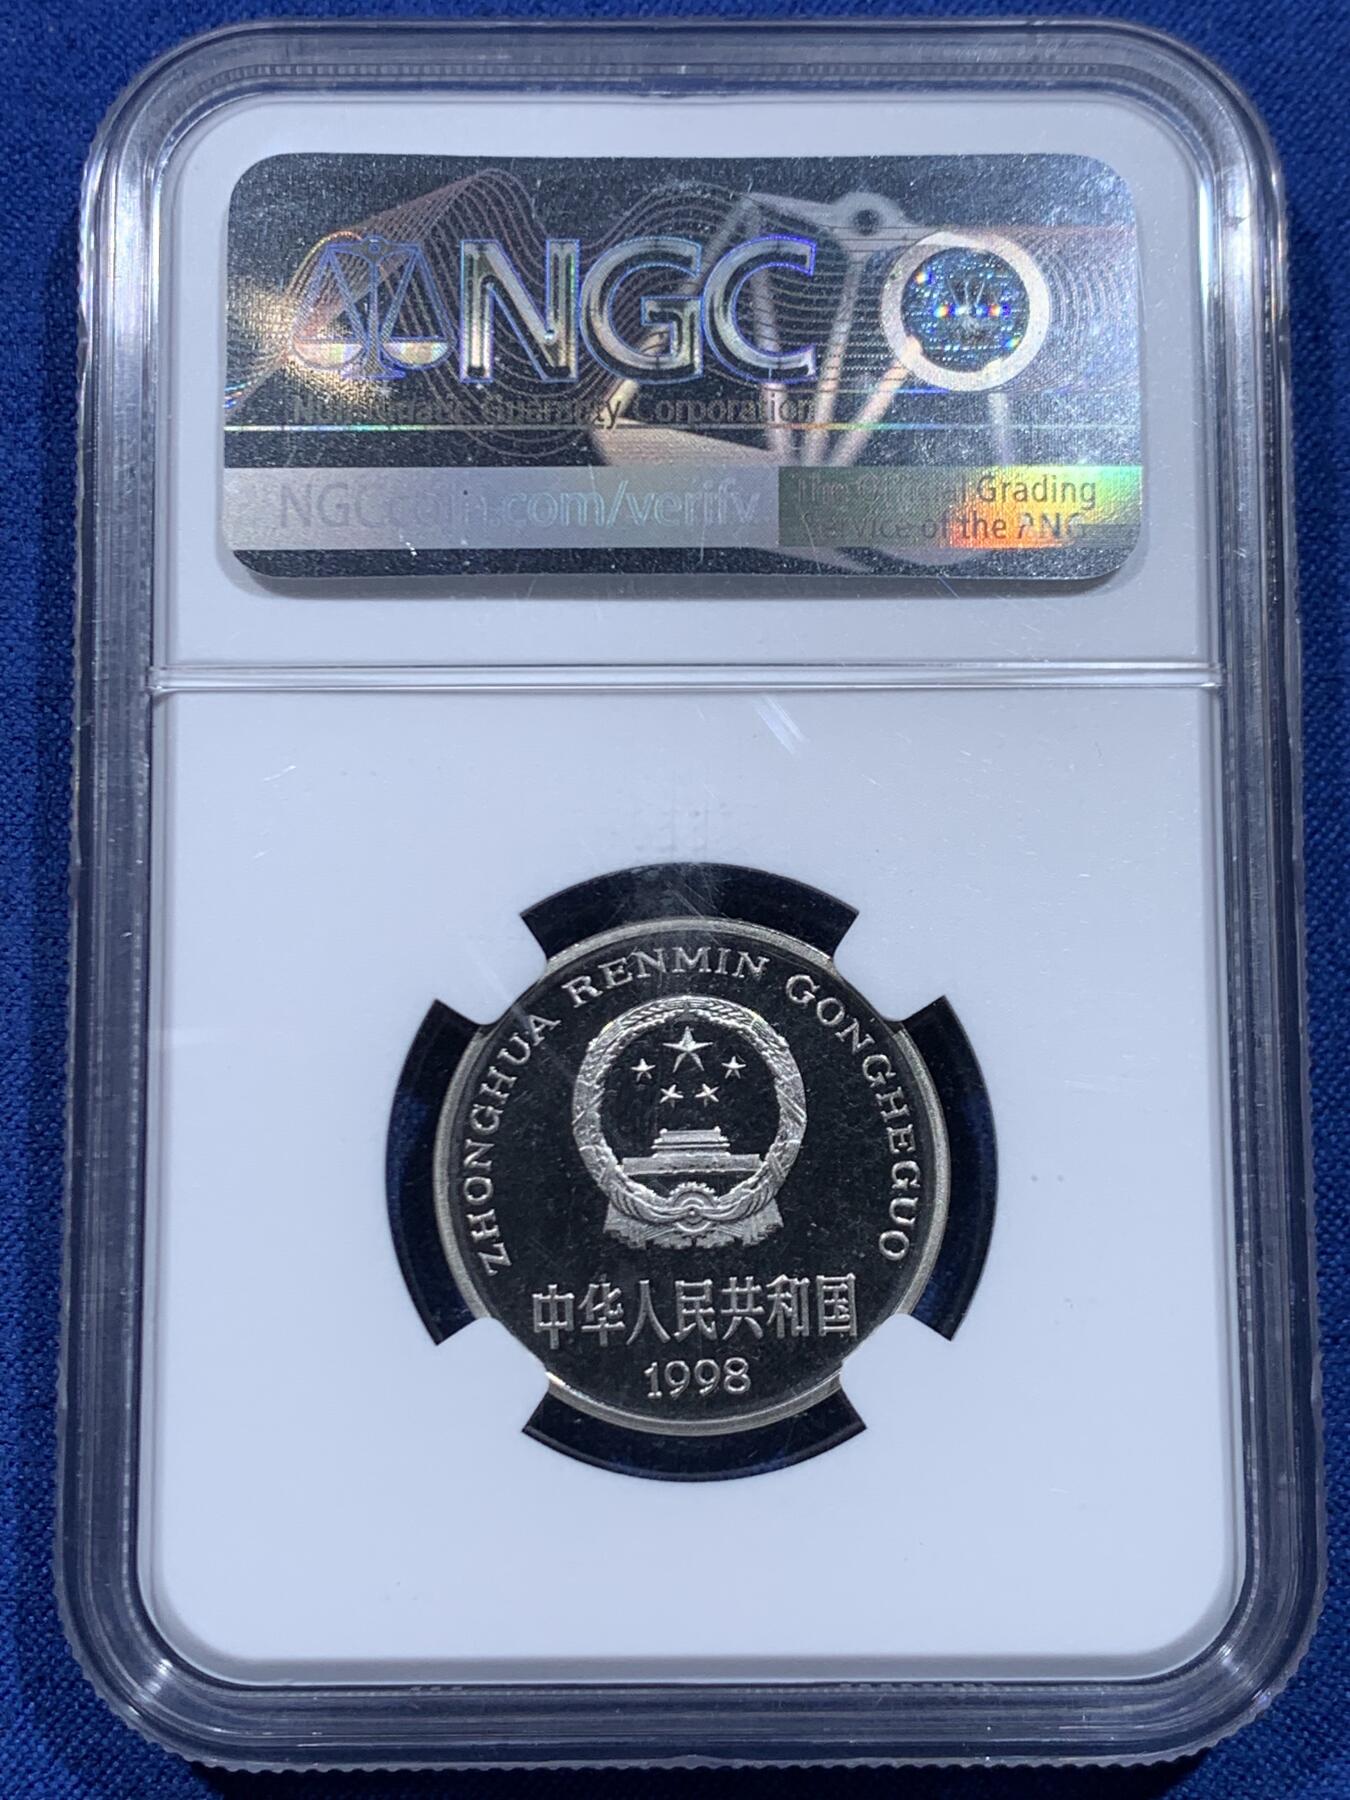 NGC
Numismatic Guaranty Corporation
NGCcoin.com/verify
The Official Grading
Service of the ANA
ZHONGHUA RENMIN GONGHEGUO
中华人民共和国
1998